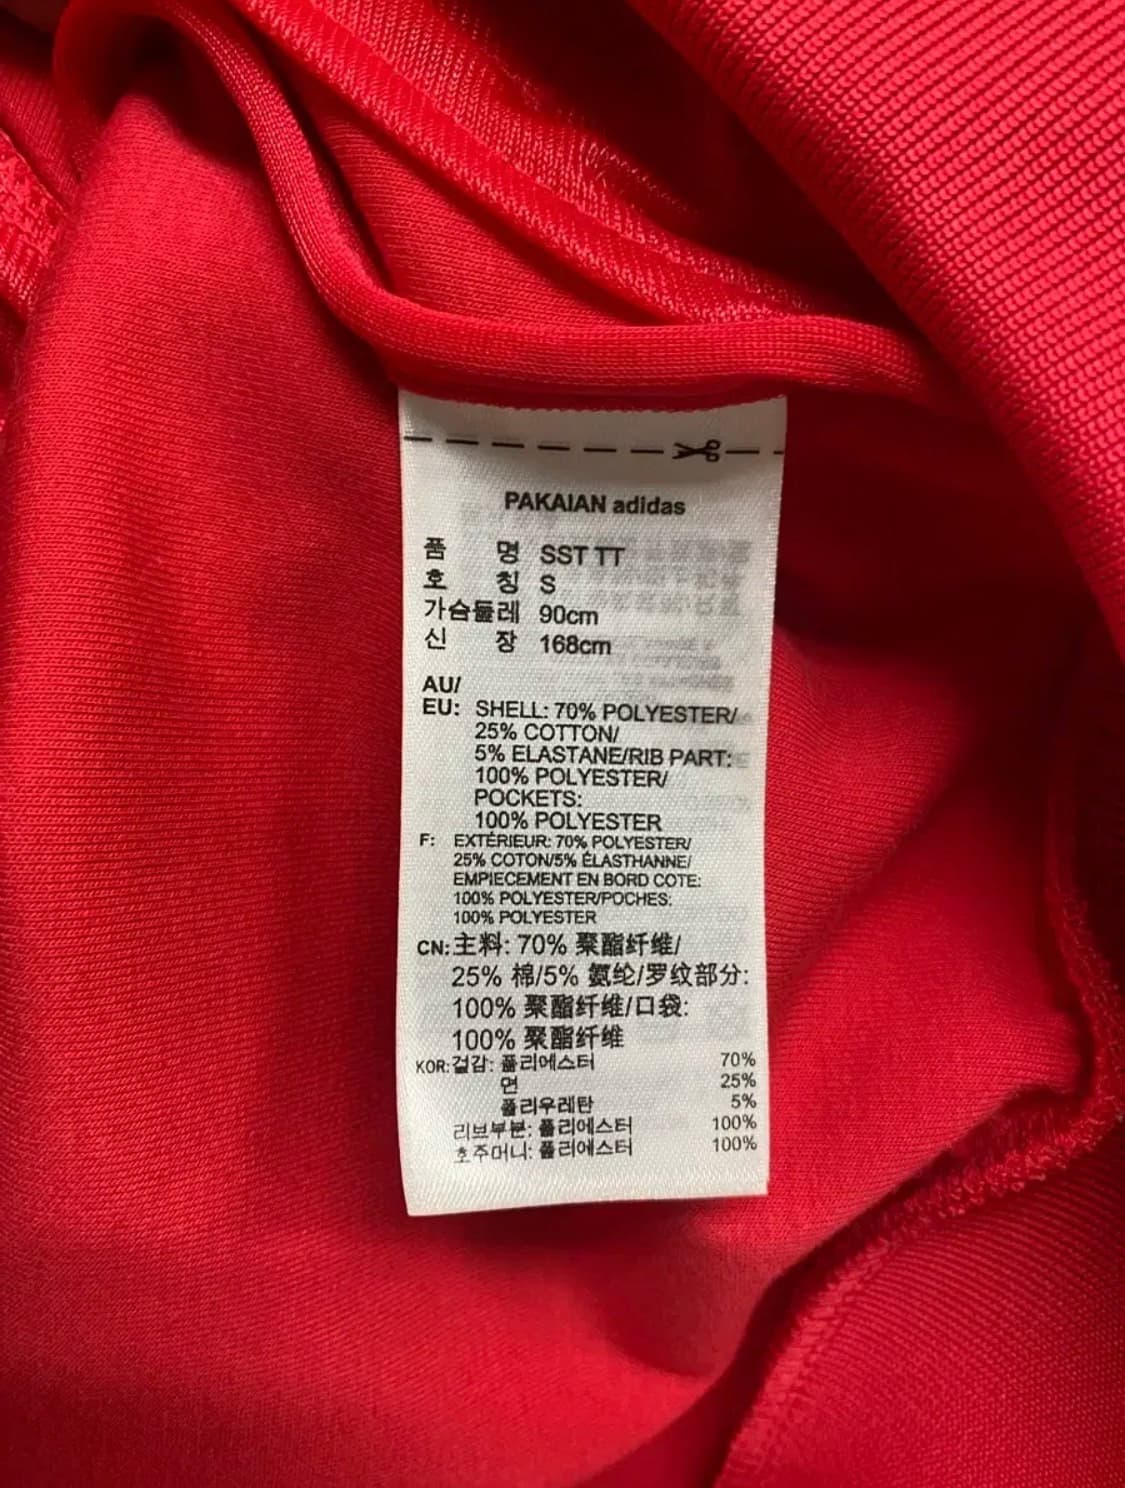 PAKAIAN adidas
품 명 SST TT
호 칭 S
가슴둘레 90cm
신 장 168cm
AU/
EU: SHELL: 70% POLYESTER/
25% COTTON/
5% ELASTANE/RIB PART:
100% POLYESTER/
POCKETS:
100% POLYESTER
F: EXTÉRIEUR: 70% POLYESTER/
25% COTON/5% ÉLASTHANNE/
EMPIECEMENT EN BORD COTE:
100% POLYESTER/POCHES:
100% POLYESTER
CN: 主料: 70% 聚酯纤维/
25% 棉/5% 氨纶/罗纹部分:
100% 聚酯纤维/口袋:
100% 聚酯纤维
KOR: 겉감: 폴리에스터 70%
면 25%
폴리우레탄 5%
리브부분: 폴리에스터 100%
호주머니: 폴리에스터 100%